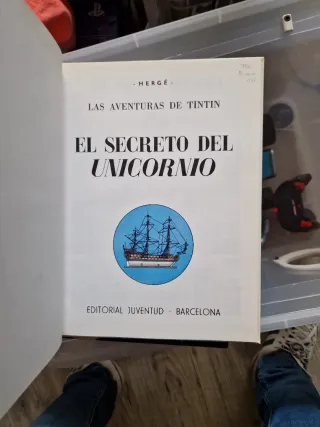 · HERGÉ ·
LAS AVENTURAS DE TINTIN
EL SECRETO DEL
UNICORNIO
EDITORIAL JUVENTUD · BARCELONA